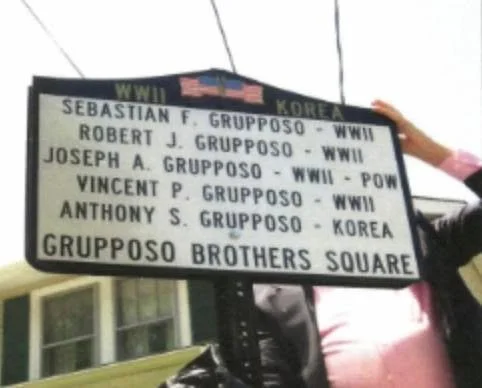 WWII KOREA
SEBASTIAN F. GRUPPOSO - WWII
ROBERT J. GRUPPOSO - WWII
JOSEPH A. GRUPPOSO - WWII - POW
VINCENT P. GRUPPOSO - WWII
ANTHONY S. GRUPPOSO - KOREA
GRUPPOSO BROTHERS SQUARE